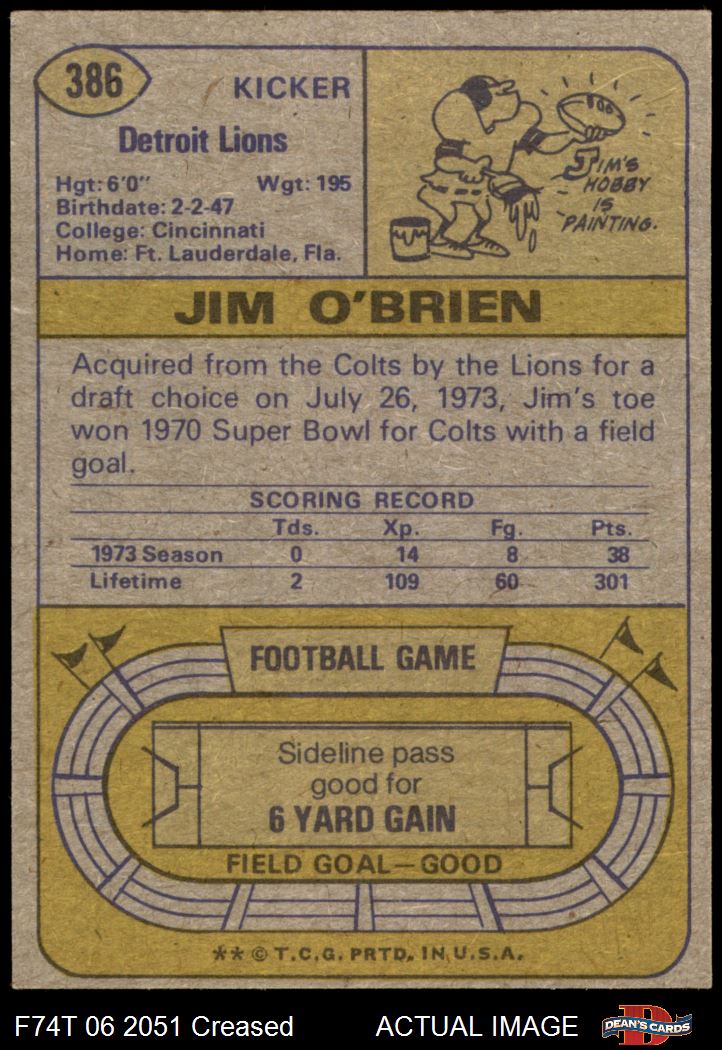 386
KICKER
Detroit Lions
Hgt: 6'0" Wgt: 195
Birthdate: 2-2-47
College: Cincinnati
Home: Ft. Lauderdale, Fla.
JIM'S
HOBBY
IS
PAINTING.
JIM O'BRIEN
Acquired from the Colts by the Lions for a
draft choice on July 26, 1973, Jim's toe
won 1970 Super Bowl for Colts with a field
goal.
SCORING RECORD
Tds. Xp. Fg. Pts.
1973 Season 0 14 8 38
Lifetime 2 109 60 301
FOOTBALL GAME
Sideline pass
good for
6 YARD GAIN
FIELD GOAL—GOOD
** © T.C.G. PRTD. IN U.S.A.
F74T 06 2051 Creased ACTUAL IMAGE
D
DEAN'S CARDS